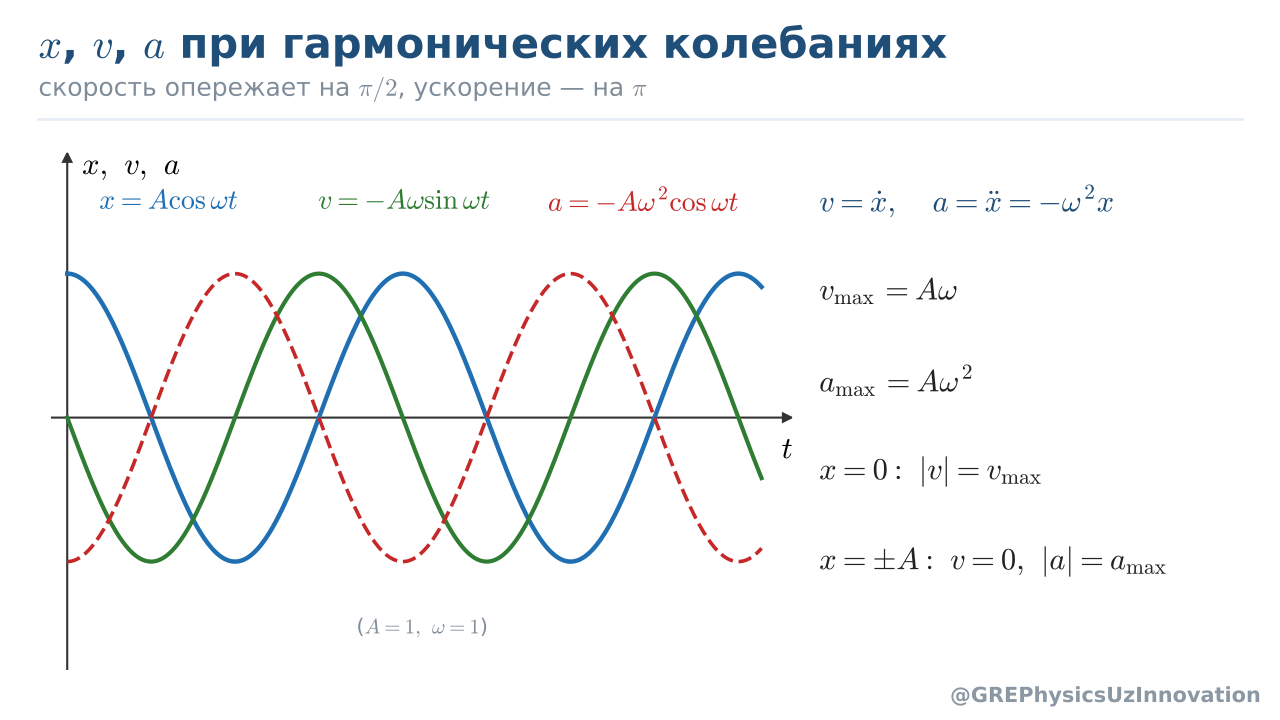 x, v, a при гармонических колебаниях
скорость опережает на π/2, ускорение — на π
x, v, a
x = A cos ωt
v = −Aω sin ωt
a = −Aω² cos ωt
t
(A = 1, ω = 1)
v = ẋ, a = ẍ = −ω²x
v_max = Aω
a_max = Aω²
x = 0 : |v| = v_max
x = ±A : v = 0, |a| = a_max
@GREPhysicsUzInnovation